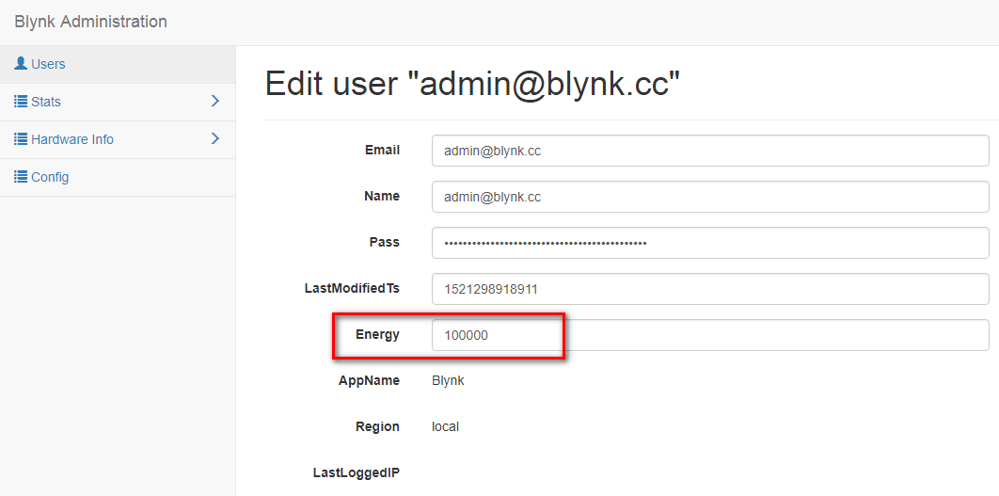 Blynk Administration
Users
Stats
Hardware Info
Config
Edit user "admin@blynk.cc"
Email admin@blynk.cc
Name admin@blynk.cc
Pass ••••••••••••••••••••••••••••••••••••••••••••
LastModifiedTs 1521298918911
Energy 100000
AppName Blynk
Region local
LastLoggedIP